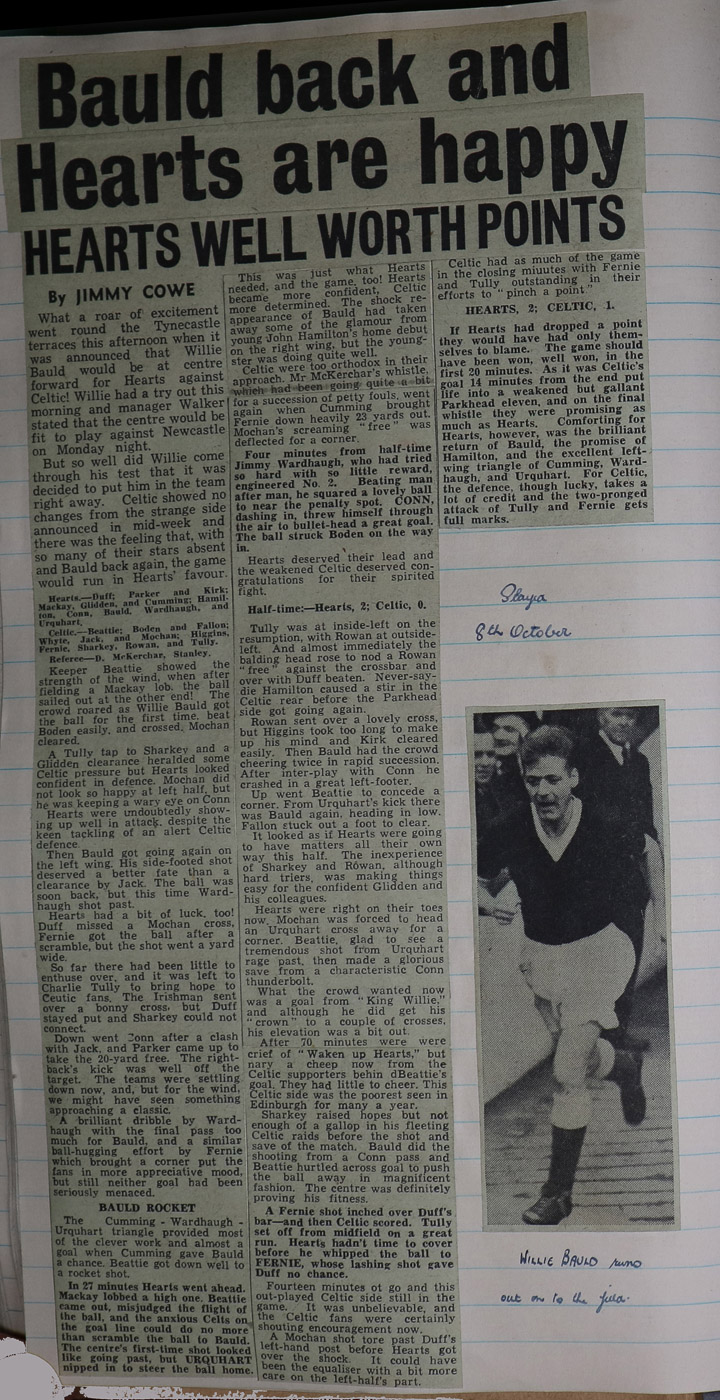 Bauld back and
Hearts are happy
HEARTS WELL WORTH POINTS
By JIMMY COWE
What a roar of excitement
went round the Tynecastle
terraces this afternoon when it
was announced that Willie
Bauld would be at centre
forward for Hearts against
Celtic! Willie had a try out this
morning and manager Walker
stated that the centre would be
fit to play against Newcastle
on Monday night.
But so well did Willie come
through his test that it was
decided to put him in the team
right away. Celtic showed no
changes from the strange side
announced in mid-week and
there was the feeling that, with
so many of their stars absent
and Bauld back again, the game
would run in Hearts' favour.
Hearts.—Duff; Parker and Kirk;
Mackay, Glidden, and Cumming; Hamil-
ton, Conn, Bauld, Wardhaugh, and
Urquhart.
Celtic.—Beattie; Boden and Fallon;
Whyte, Jack, and Mochan; Higgins,
Fernie, Sharkey, Rowan, and Tully.
Referee—D. McKerchar, Stanley.
Keeper Beattie showed the
strength of the wind, when after
fielding a Mackay lob, the ball
sailed out at the other end! The
crowd roared as Willie Bauld got
the ball for the first time, beat
Boden easily, and crossed. Mochan
cleared.
A Tully tap to Sharkey and a
Glidden clearance heralded some
Celtic pressure but Hearts looked
confident in defence. Mochan did
not look so happy at left half, but
he was keeping a wary eye on Conn
Hearts were undoubtedly show-
ing up well in attack, despite the
keen tackling of an alert Celtic
defence.
Then Bauld got going again on
the left wing. His side-footed shot
deserved a better fate than a
clearance by Jack. The ball was
soon back, but this time Ward-
haugh shot past.
Hearts had a bit of luck, too!
Duff missed a Mochan cross,
Fernie got the ball after a
scramble, but the shot went a yard
wide.
So far there had been little to
enthuse over, and it was left to
Charlie Tully to bring hope to
Ceutic fans. The Irishman sent
over a bonny cross, but Duff
stayed put and Sharkey could not
connect.
Down went Conn after a clash
with Jack, and Parker came up to
take the 20-yard free. The right-
back's kick was well off the
target. The teams were settling
down now, and, but for the wind,
we might have seen something
approaching a classic.
A brilliant dribble by Ward-
haugh with the final pass too
much for Bauld, and a similar
ball-hugging effort by Fernie
which brought a corner put the
fans in more appreciative mood,
but still neither goal had been
seriously menaced.
BAULD ROCKET
The Cumming - Wardhaugh -
Urquhart triangle provided most
of the clever work and almost a
goal when Cumming gave Bauld
a chance. Beattie got down well to
a rocket shot.
In 27 minutes Hearts went ahead.
Mackay lobbed a high one. Beattie
came out, misjudged the flight of
the ball, and the anxious Celts on
the goal line could do no more
than scramble the ball to Bauld.
The centre's first-time shot looked
like going past, but URQUHART
nipped in to steer the ball home.
This was just what Hearts
needed, and the game, too! Hearts
became more confident, Celtic
more determined. The shock re-
appearance of Bauld had taken
away some of the glamour from
young John Hamilton's home debut
on the right wing, but the young-
ster was doing quite well.
Celtic were too orthodox in their
approach. Mr McKerchar's whistle,
which had been going quite a bit
for a succession of petty fouls, went
again when Cumming brought
Fernie down heavily 23 yards out.
Mochan's screaming "free" was
deflected for a corner.
Four minutes from half-time
Jimmy Wardhaugh, who had tried
so hard with so little reward,
engineered No. 2. Beating man
after man, he squared a lovely ball
to near the penalty spot. CONN,
dashing in, threw himself through
the air to bullet-head a great goal.
The ball struck Boden on the way
in.
Hearts deserved their lead and
the weakened Celtic deserved con-
gratulations for their spirited
fight.
Half-time:—Hearts, 2; Celtic, 0.
Tully was at inside-left on the
resumption, with Rowan at outside-
left. And almost immediately the
balding head rose to nod a Rowan
"free" against the crossbar and
over with Duff beaten. Never-say-
die Hamilton caused a stir in the
Celtic rear before the Parkhead
side got going again.
Rowan sent over a lovely cross,
but Higgins took too long to make
up his mind and Kirk cleared
easily. Then Bauld had the crowd
cheering twice in rapid succession.
After inter-play with Conn he
crashed in a great left-footer.
Up went Beattie to concede a
corner. From Urquhart's kick there
was Bauld again, heading in low.
Fallon stuck out a foot to clear.
It looked as if Hearts were going
to have matters all their own
way this half. The inexperience
of Sharkey and Rowan, although
hard triers, was making things
easy for the confident Glidden and
his colleagues.
Hearts were right on their toes
now. Mochan was forced to head
an Urquhart cross away for a
corner. Beattie, glad to see a
tremendous shot from Urquhart
rage past, then made a glorious
save from a characteristic Conn
thunderbolt.
What the crowd wanted now
was a goal from "King Willie,"
and although he did get his
"crown" to a couple of crosses,
his elevation was a bit out.
After 70 minutes were were
crief of "Waken up Hearts," but
nary a cheep now from the
Celtic supporters behin dBeattie's
goal. They had little to cheer. This
Celtic side was the poorest seen in
Edinburgh for many a year.
Sharkey raised hopes but not
enough of a gallop in his fleeting
Celtic raids before the shot and
save of the match. Bauld did the
shooting from a Conn pass and
Beattie hurtled across goal to push
the ball away in magnificent
fashion. The centre was definitely
proving his fitness.
A Fernie shot inched over Duff's
bar—and then Celtic scored. Tully
set off from midfield on a great
run. Hearts hadn't time to cover
before he whipped the ball to
FERNIE, whose lashing shot gave
Duff no chance.
Fourteen minutes ot go and this
out-played Celtic side still in the
game. It was unbelievable, and
the Celtic fans were certainly
shouting encouragement now.
A Mochan shot tore past Duff's
left-hand post before Hearts got
over the shock. It could have
been the equaliser with a bit more
care on the left-half's part.
Celtic had as much of the game
in the closing miuutes with Fernie
and Tully outstanding in their
efforts to "pinch a point."
HEARTS, 2; CELTIC, 1.
If Hearts had dropped a point
they would have had only them-
selves to blame. The game should
have been won, well won, in the
first 20 minutes. As it was Celtic's
goal 14 minutes from the end put
life into a weakened but gallant
Parkhead eleven, and on the final
whistle they were promising as
much as Hearts. Comforting for
Hearts, however, was the brilliant
return of Bauld, the promise of
Hamilton, and the excellent left-
wing triangle of Cumming, Ward-
haugh, and Urquhart. For Celtic,
the defence, though lucky, takes a
lot of credit and the two-pronged
attack of Tully and Fernie gets
full marks.
8th October
WILLIE BAULD runs
out on to the